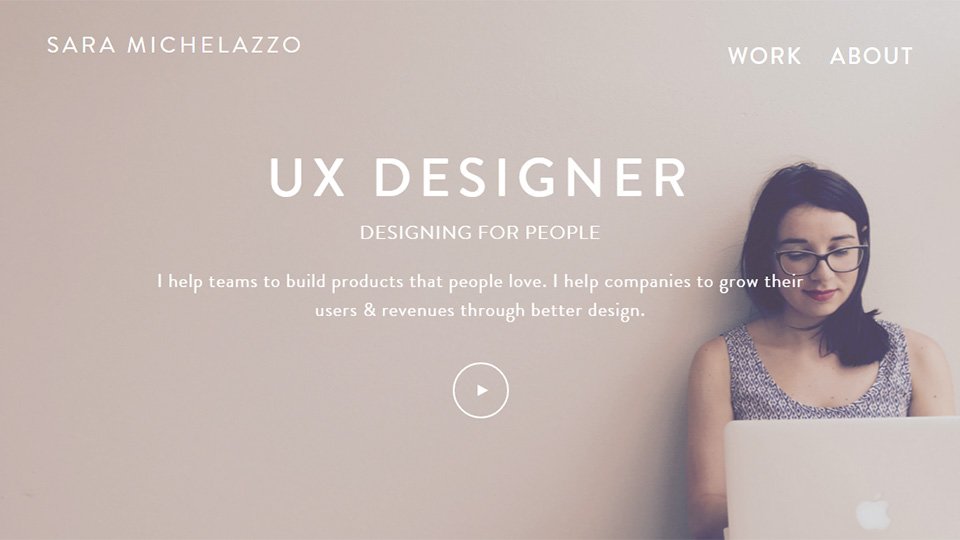 SARA MICHELAZZO
WORK ABOUT
UX DESIGNER
DESIGNING FOR PEOPLE
I help teams to build products that people love. I help companies to grow their
users & revenues through better design.